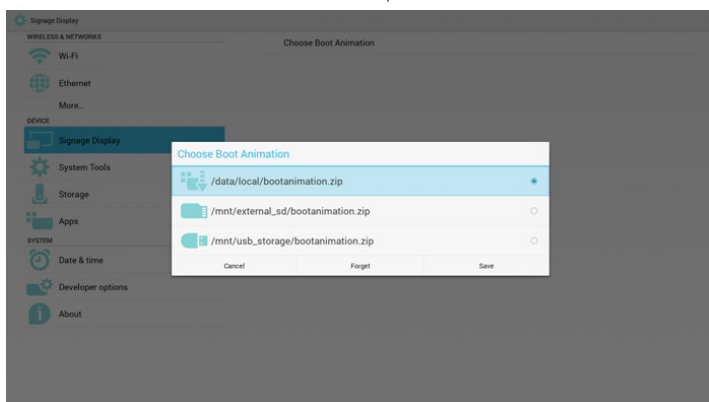 Signage Display
WIRELESS & NETWORKS
Choose Boot Animation
Wi-Fi
Ethernet
More...
DEVICE
Signage Display
System Tools
Storage
Apps
SYSTEM
Date & time
Developer options
About
Choose Boot Animation
/data/local/bootanimation.zip
/mnt/external_sd/bootanimation.zip
/mnt/usb_storage/bootanimation.zip
Cancel Forget Save